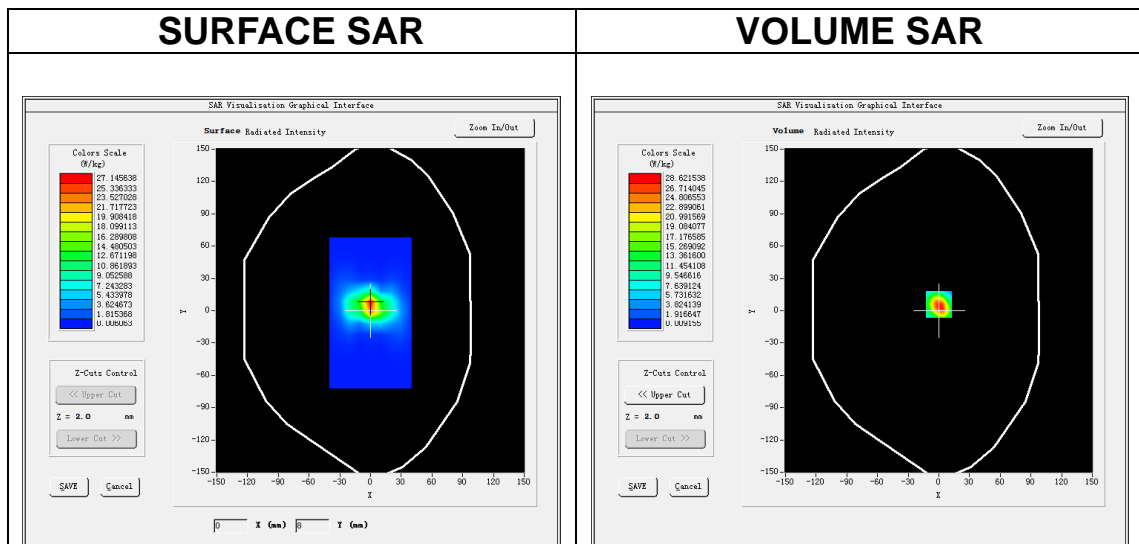 SURFACE SAR
VOLUME SAR
SAR Visualisation Graphical Interface
Surface Radiated Intensity
Zoom In/Out
Colors Scale
(W/kg)
27.145638
25.336333
23.527028
21.717723
19.908418
18.099113
16.289808
14.480503
12.671198
10.861893
9.052588
7.243283
5.433978
3.624673
1.815368
0.006063
Z-Cuts Control
<< Upper Cut
Z = 2.0 mm
Lower Cut >>
SAVE
Cancel
150
120
90
60
30
0
-30
-60
-90
-120
-150
Y
-150 -120 -90 -60 -30 0 30 60 90 120 150
X
0 X (mm) 8 Y (mm)
SAR Visualisation Graphical Interface
Volume Radiated Intensity
Zoom In/Out
Colors Scale
(W/kg)
28.621538
26.714045
24.806553
22.899061
20.991569
19.084077
17.176585
15.269092
13.361600
11.454108
9.546616
7.639124
5.731632
3.824139
1.916647
0.009155
Z-Cuts Control
<< Upper Cut
Z = 2.0 mm
Lower Cut >>
SAVE
Cancel
150
120
90
60
30
0
-30
-60
-90
-120
-150
Y
-150 -120 -90 -60 -30 0 30 60 90 120 150
X